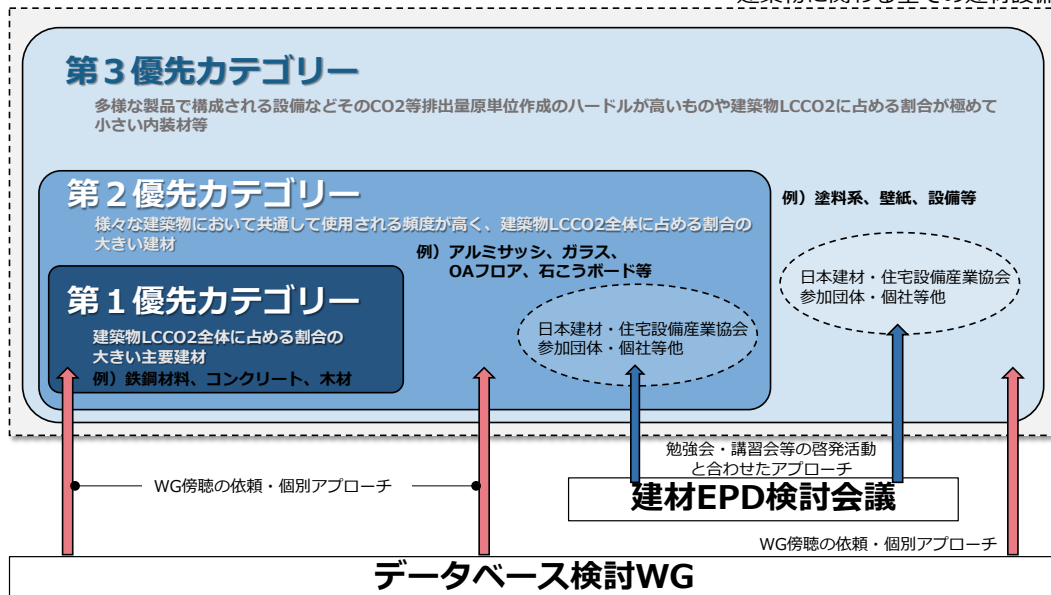 建築物に関わる全ての建材設備
第３優先カテゴリー
多様な製品で構成される設備などそのCO2等排出量原単位作成のハードルが高いものや建築物LCCO2に占める割合が極めて
小さい内装材等
第２優先カテゴリー
様々な建築物において共通して使用される頻度が高く、建築物LCCO2全体に占める割合の
大きい建材
例）塗料系、壁紙、設備等
例）アルミサッシ、ガラス、
OAフロア、石こうボード等
第１優先カテゴリー
建築物LCCO2全体に占める割合の
大きい主要建材
例）鉄鋼材料、コンクリート、木材
日本建材・住宅設備産業協会
参加団体・個社等他
日本建材・住宅設備産業協会
参加団体・個社等他
勉強会・講習会等の啓発活動
と合わせたアプローチ
WG傍聴の依頼・個別アプローチ
建材EPD検討会議
WG傍聴の依頼・個別アプローチ
データベース検討WG